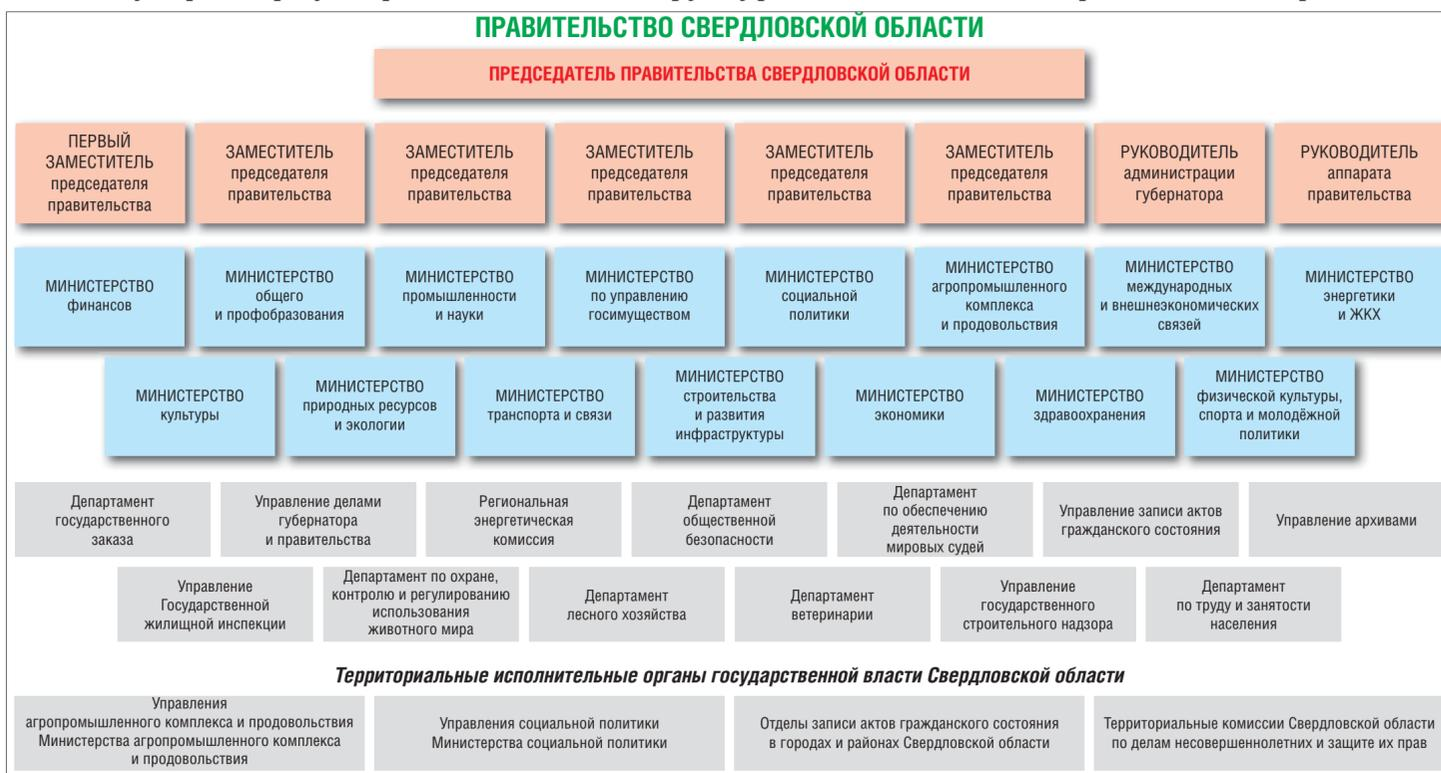 ПРАВИТЕЛЬСТВО СВЕРДЛОВСКОЙ ОБЛАСТИ
ПРЕДСЕДАТЕЛЬ ПРАВИТЕЛЬСТВА СВЕРДЛОВСКОЙ ОБЛАСТИ
ПЕРВЫЙ
ЗАМЕСТИТЕЛЬ
председателя
правительства
ЗАМЕСТИТЕЛЬ
председателя
правительства
ЗАМЕСТИТЕЛЬ
председателя
правительства
ЗАМЕСТИТЕЛЬ
председателя
правительства
ЗАМЕСТИТЕЛЬ
председателя
правительства
ЗАМЕСТИТЕЛЬ
председателя
правительства
РУКОВОДИТЕЛЬ
администрации
губернатора
РУКОВОДИТЕЛЬ
аппарата
правительства
МИНИСТЕРСТВО
финансов
МИНИСТЕРСТВО
общего
и профобразования
МИНИСТЕРСТВО
промышленности
и науки
МИНИСТЕРСТВО
по управлению
госимуществом
МИНИСТЕРСТВО
социальной
политики
МИНИСТЕРСТВО
агропромышленного
комплекса
и продовольствия
МИНИСТЕРСТВО
международных
и внешнеэкономических
связей
МИНИСТЕРСТВО
энергетики
и ЖКХ
МИНИСТЕРСТВО
культуры
МИНИСТЕРСТВО
природных ресурсов
и экологии
МИНИСТЕРСТВО
транспорта и связи
МИНИСТЕРСТВО
строительства
и развития
инфраструктуры
МИНИСТЕРСТВО
экономики
МИНИСТЕРСТВО
здравоохранения
МИНИСТЕРСТВО
физической культуры,
спорта и молодёжной
политики
Департамент
государственного
заказа
Управление делами
губернатора
и правительства
Региональная
энергетическая
комиссия
Департамент
общественной
безопасности
Департамент
по обеспечению
деятельности
мировых судей
Управление записи актов
гражданского состояния
Управление архивами
Управление
Государственной
жилищной инспекции
Департамент по охране,
контролю и регулированию
использования
животного мира
Департамент
лесного хозяйства
Департамент
ветеринарии
Управление
государственного
строительного надзора
Департамент
по труду и занятости
населения
Территориальные исполнительные органы государственной власти Свердловской области
Управления
агропромышленного комплекса и продовольствия
Министерства агропромышленного комплекса
и продовольствия
Управления социальной политики
Министерства социальной политики
Отделы записи актов гражданского состояния
в городах и районах Свердловской области
Территориальные комиссии Свердловской области
по делам несовершеннолетних и защите их прав